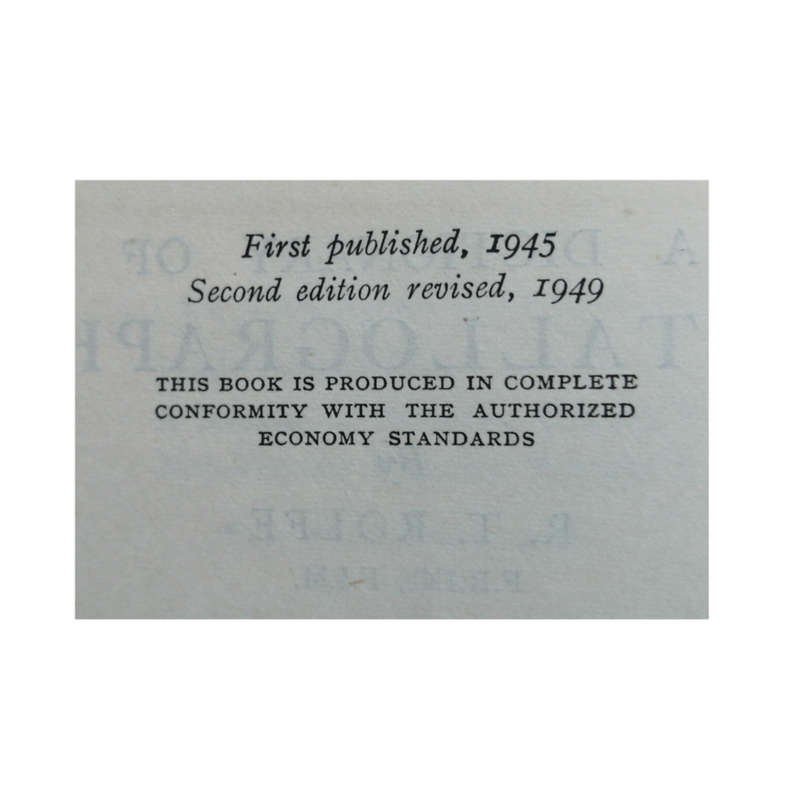 First published, 1945
Second edition revised, 1949
THIS BOOK IS PRODUCED IN COMPLETE
CONFORMITY WITH THE AUTHORIZED
ECONOMY STANDARDS